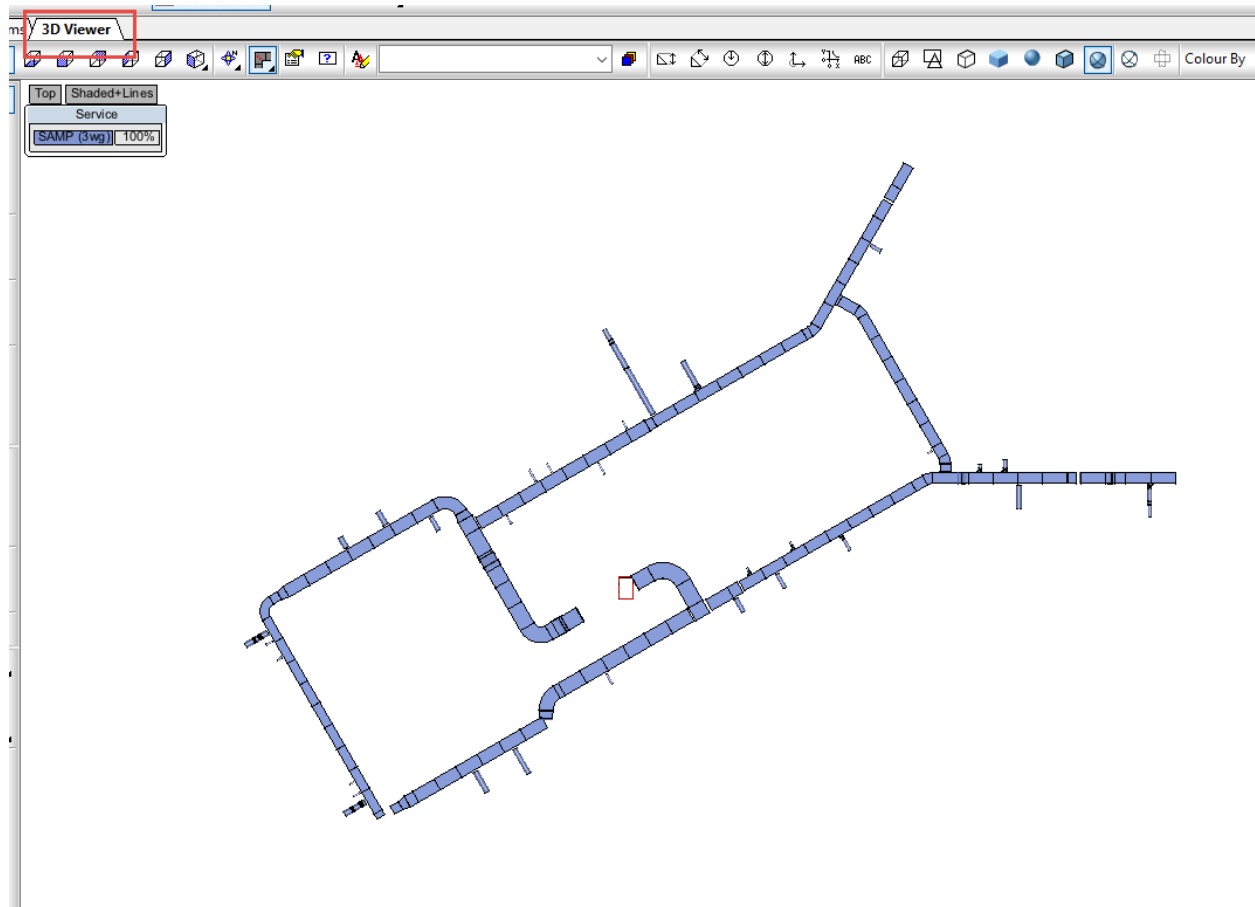 ms
3D Viewer
N
?
ABC
Colour By
Top
Shaded+Lines
Service
SAMP (3wg)
100%